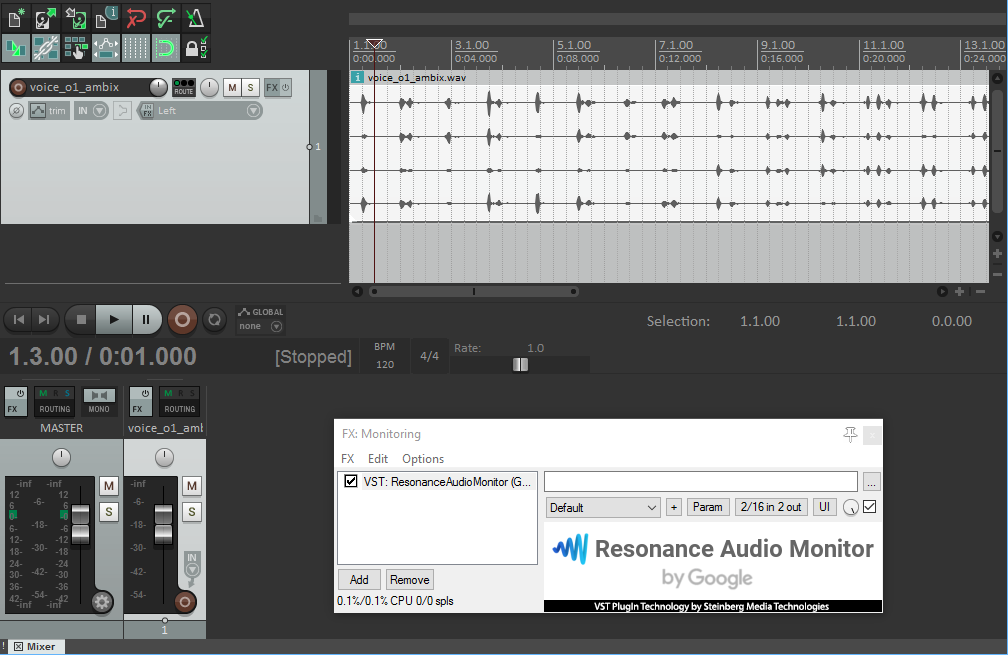 1.1.00 3.1.00 5.1.00 7.1.00 9.1.00 11.1.00 13.1.00
0:00.000 0:04.000 0:08.000 0:12.000 0:16.000 0:20.000 0:24.000
i voice_o1_ambix.wav
voice_o1_ambix ROUTE M S FX
trim IN IN FX Left
1
GLOBAL
none
Selection: 1.1.00 1.1.00 0.0.00
1.3.00 / 0:01.000 [Stopped] BPM 120 4/4 Rate: 1.0
FX M S ROUTING MONO FX M S ROUTING
MASTER voice_o1_aml
-inf -inf M -inf M
12 -6- 12 S -6- S
6 6
0 0
6- -18- -6 -18-
12- -12
18- -30- -18 -30- IN
24- -24
30- -42- -30 -42-
36- -36
42- -54- -42 -54-
-inf -inf
1
! Mixer
FX: Monitoring
FX Edit Options
VST: ResonanceAudioMonitor (G... ...
Default + Param 2/16 in 2 out UI
Resonance Audio Monitor
by Google
Add Remove
0.1%/0.1% CPU 0/0 spls
VST PlugIn Technology by Steinberg Media Technologies